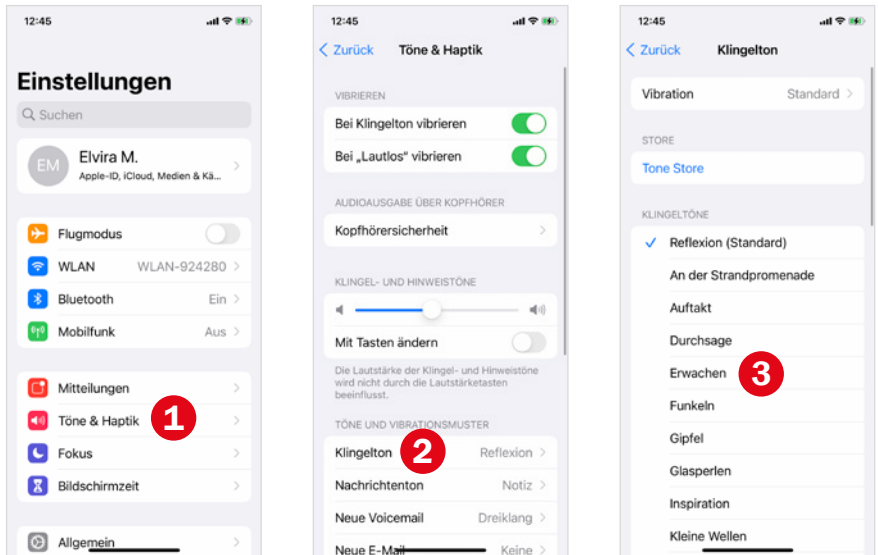 12:45
Einstellungen
Suchen
EM
Elvira M.
Apple-ID, iCloud, Medien & Kä...
Flugmodus
WLAN WLAN-924280
Bluetooth Ein
Mobilfunk Aus
Mitteilungen
Töne & Haptik 1
Fokus
Bildschirmzeit
Allgemein
12:45
Zurück Töne & Haptik
VIBRIEREN
Bei Klingelton vibrieren
Bei „Lautlos“ vibrieren
AUDIOAUSGABE ÜBER KOPFHÖRER
Kopfhörersicherheit
KLINGEL- UND HINWEISTÖNE
Mit Tasten ändern
Die Lautstärke der Klingel- und Hinweistöne
wird nicht durch die Lautstärketasten
beeinflusst.
TÖNE UND VIBRATIONSMUSTER
Klingelton 2 Reflexion
Nachrichtenton Notiz
Neue Voicemail Dreiklang
Neue E-Mail Keine
12:45
Zurück Klingelton
Vibration Standard
STORE
Tone Store
KLINGELTÖNE
Reflexion (Standard)
An der Strandpromenade
Auftakt
Durchsage
Erwachen 3
Funkeln
Gipfel
Glasperlen
Inspiration
Kleine Wellen